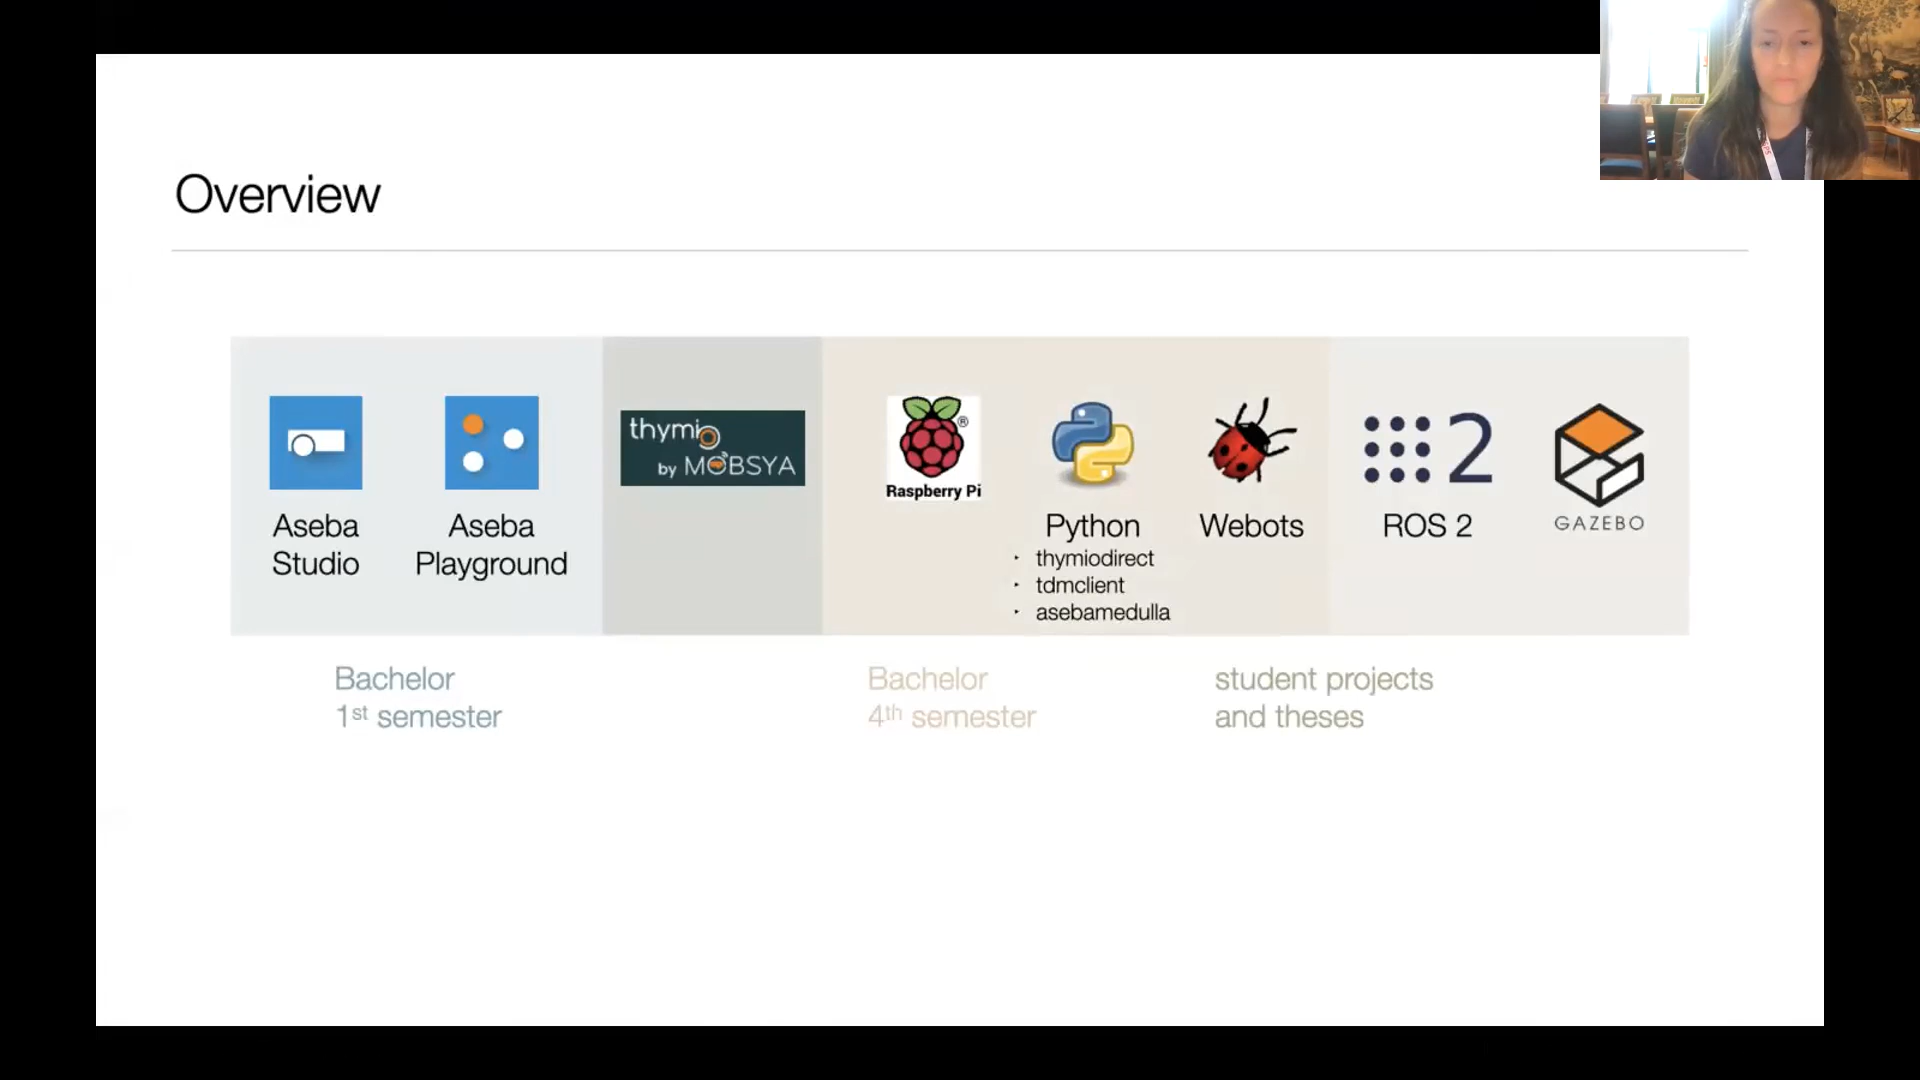 Overview
thymio
by MOBSYA
®
Raspberry Pi
2
GAZEBO
Aseba
Studio
Aseba
Playground
Python
‣ thymiodirect
‣ tdmclient
‣ asebamedulla
Webots
ROS 2
Bachelor
1st semester
Bachelor
4th semester
student projects
and theses